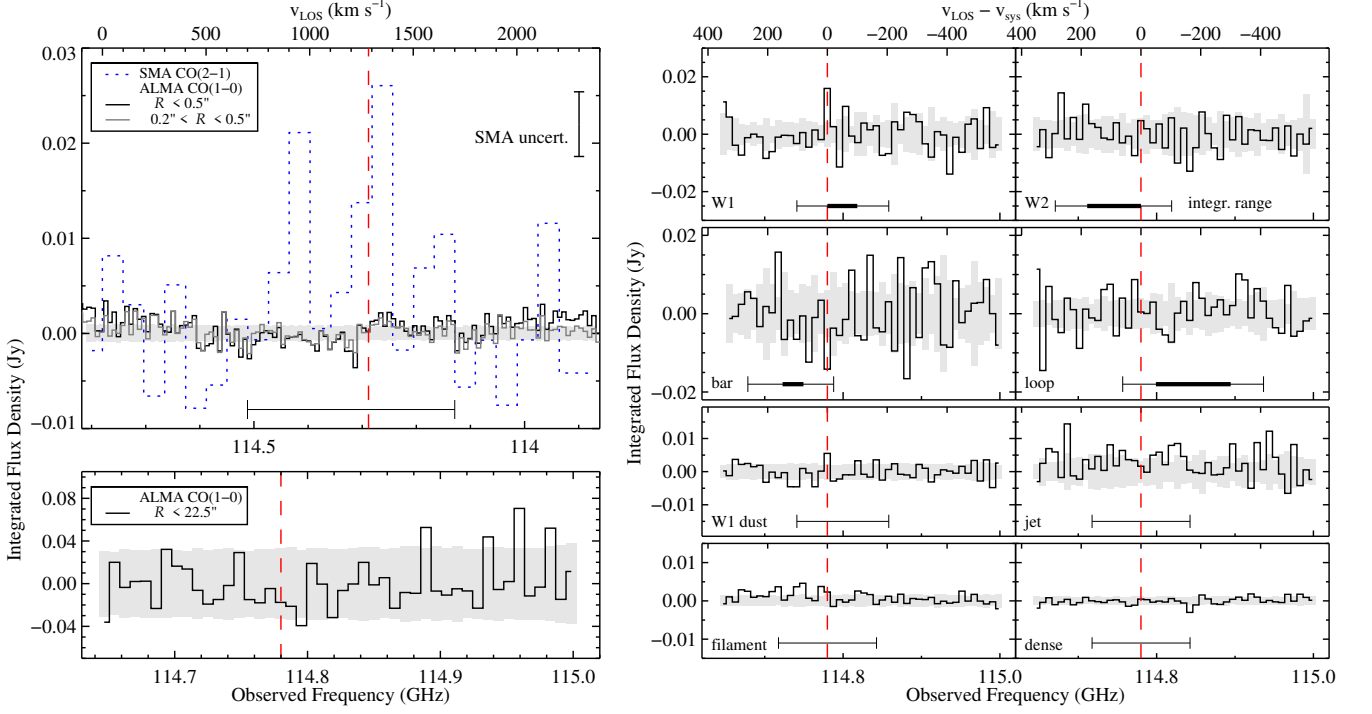 v_LOS (km s⁻¹)
0 500 1000 1500 2000
0.03
0.02
0.01
0.00
−0.01
SMA CO(2−1)
ALMA CO(1−0)
R < 0.5"
0.2" < R < 0.5"
SMA uncert.
114.5 114
Integrated Flux Density (Jy)
ALMA CO(1−0)
R < 22.5"
0.08
0.04
0.00
−0.04
114.7 114.8 114.9 115.0
Observed Frequency (GHz)
v_LOS − v_sys (km s⁻¹)
400 200 0 −200 −400
400 200 0 −200 −400
0.02
0.00
−0.02
W1
W2
integr. range
0.02
0.01
0.00
−0.01
−0.02
bar
loop
Integrated Flux Density (Jy)
0.01
0.00
−0.01
W1 dust
jet
0.01
0.00
−0.01
filament
dense
114.8 115.0
114.8 115.0
Observed Frequency (GHz)